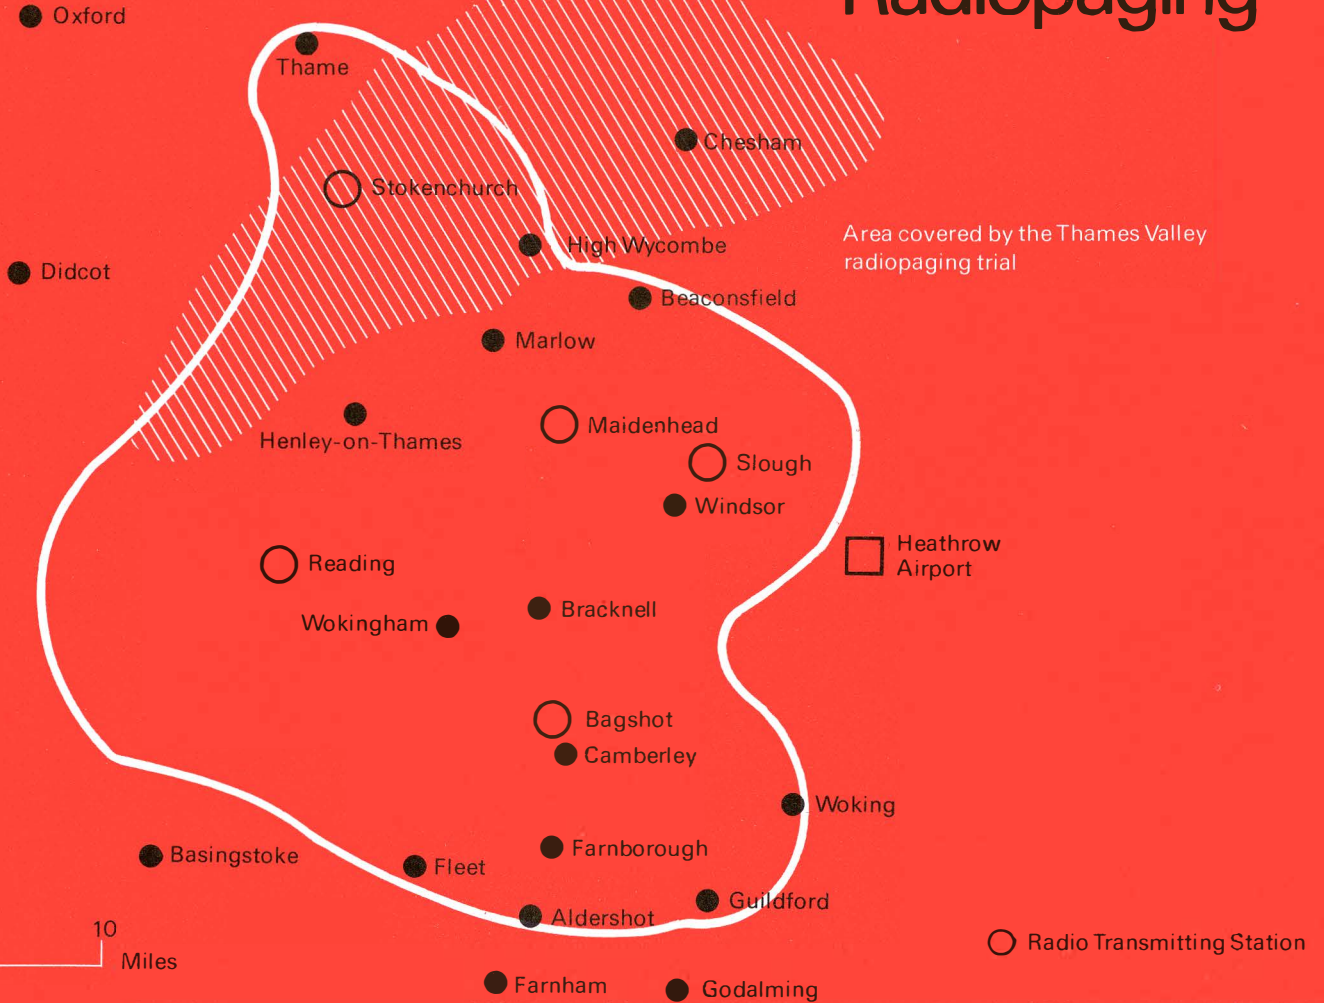 Radiopaging
Oxford
Thame
Chesham
Stokenchurch
Area covered by the Thames Valley
radiopaging trial
High Wycombe
Didcot
Beaconsfield
Marlow
Henley-on-Thames
Maidenhead
Slough
Windsor
Heathrow
Airport
Reading
Bracknell
Wokingham
Bagshot
Camberley
Woking
Farnborough
Basingstoke
Fleet
Guildford
Aldershot
10
Miles
Radio Transmitting Station
Farnham
Godalming